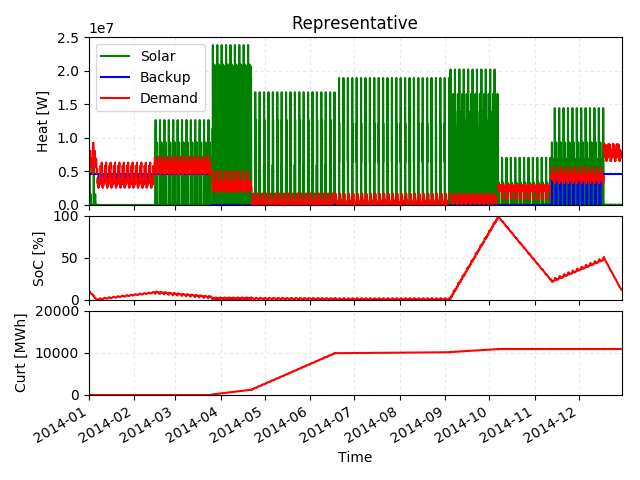 Representative
1e7
2.5
2.0
1.5
1.0
0.5
0.0
Heat [W]
Solar
Backup
Demand
100
50
0
SoC [%]
20000
10000
0
Curt [MWh]
2014-01
2014-02
2014-03
2014-04
2014-05
2014-06
2014-07
2014-08
2014-09
2014-10
2014-11
2014-12
Time